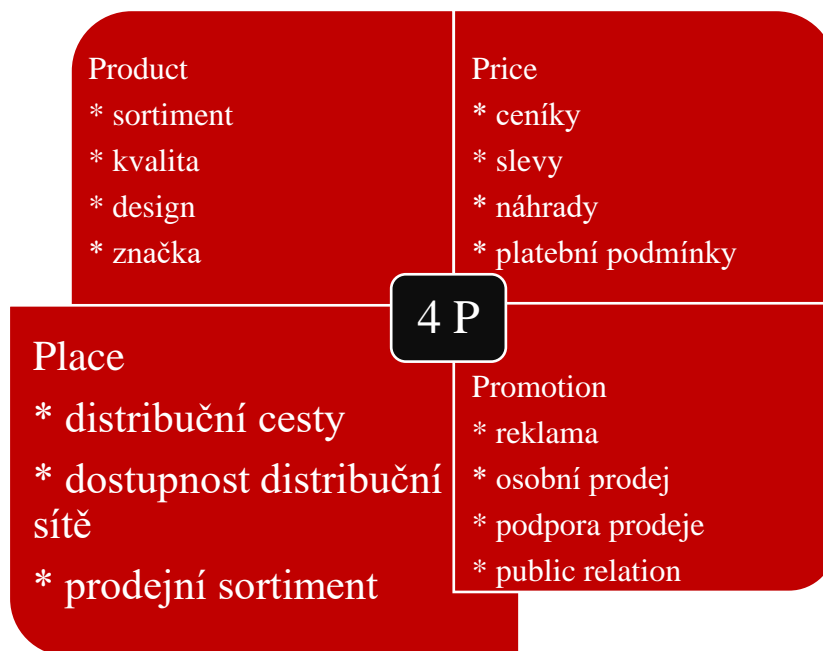 Product
* sortiment
* kvalita
* design
* značka
Price
* ceníky
* slevy
* náhrady
* platební podmínky
4 P
Place
* distribuční cesty
* dostupnost distribuční
sítě
* prodejní sortiment
Promotion
* reklama
* osobní prodej
* podpora prodeje
* public relation